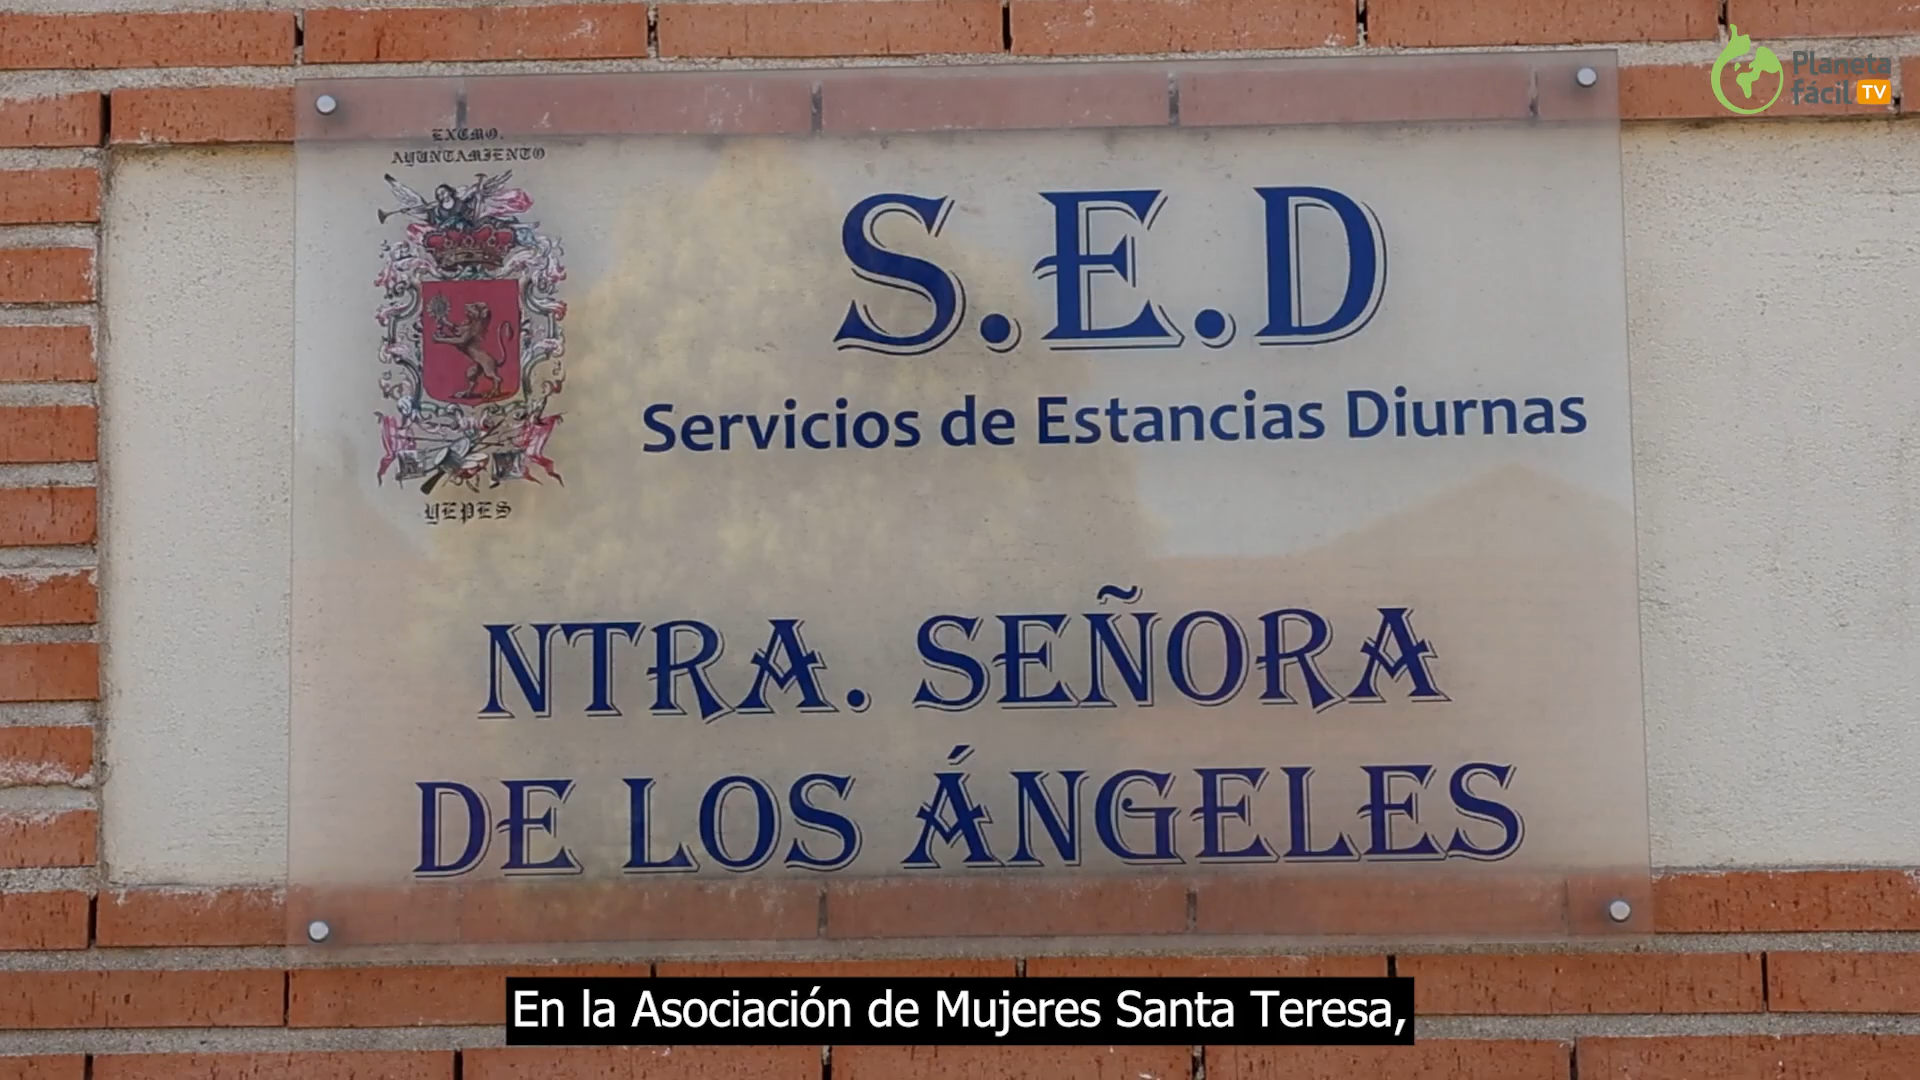 Planeta
fácil TV
EXCMO.
AYUNTAMIENTO
YEPES
S.E.D
Servicios de Estancias Diurnas
NTRA. SEÑORA
DE LOS ÁNGELES
En la Asociación de Mujeres Santa Teresa,